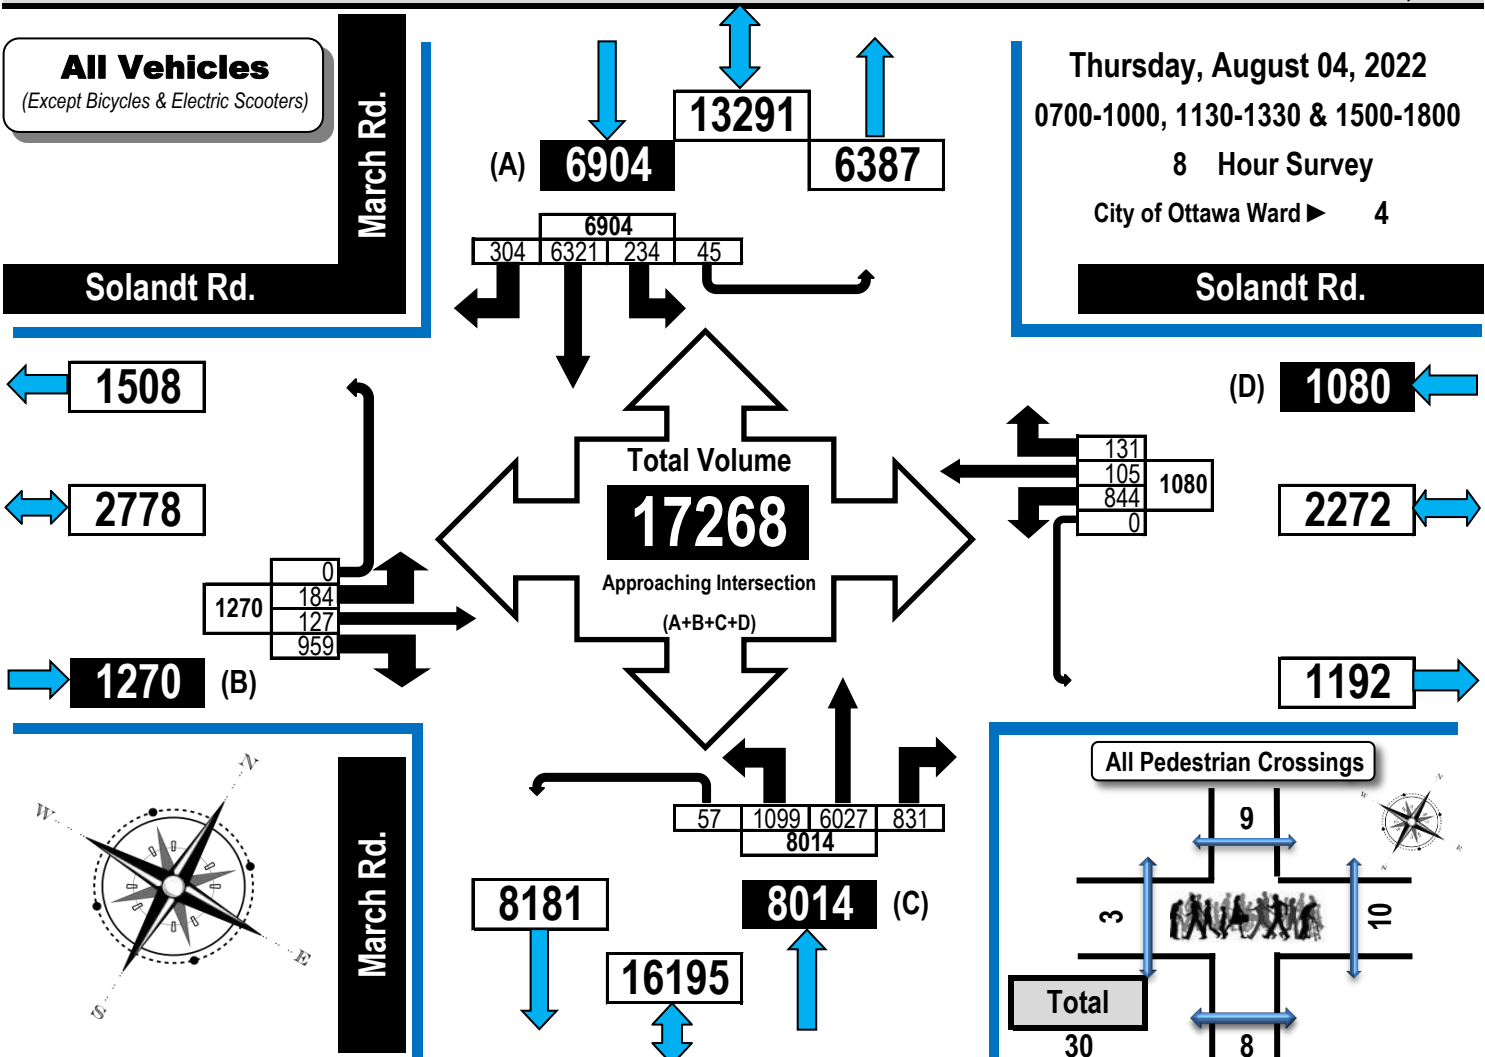 All Vehicles
(Except Bicycles & Electric Scooters)
March Rd.
Solandt Rd.
13291
(A) 6904
6387
6904
304 6321 234 45
Thursday, August 04, 2022
0700-1000, 1130-1330 & 1500-1800
8 Hour Survey
City of Ottawa Ward ► 4
Solandt Rd.
1508
2778
0
184
127
959
1270
1270 (B)
Total Volume
17268
Approaching Intersection
(A+B+C+D)
(D) 1080
131
105
844
0
1080
2272
1192
57 1099 6027 831
8014
8181
8014 (C)
16195
March Rd.
N
W
E
S
All Pedestrian Crossings
9
3
10
Total
30
8